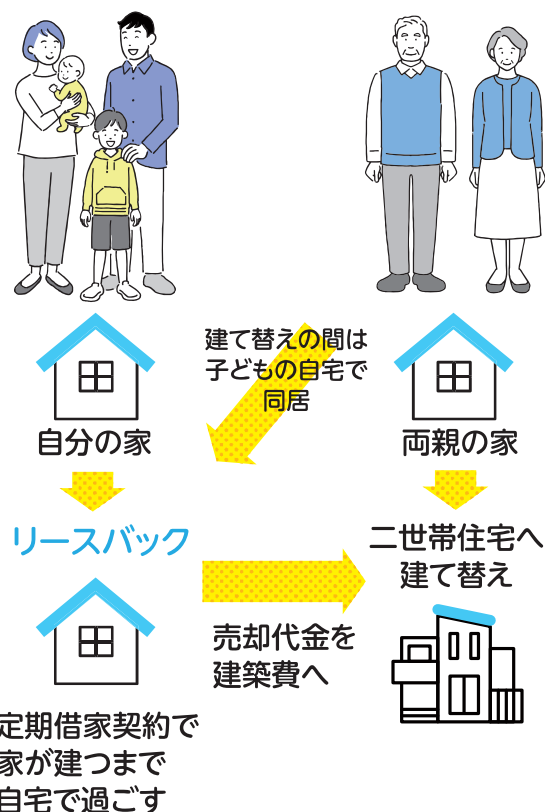 建て替えの間は
子どもの自宅で
同居
自分の家
両親の家
リースバック
二世帯住宅へ
建て替え
売却代金を
建築費へ
定期借家契約で
家が建つまで
自宅で過ごす